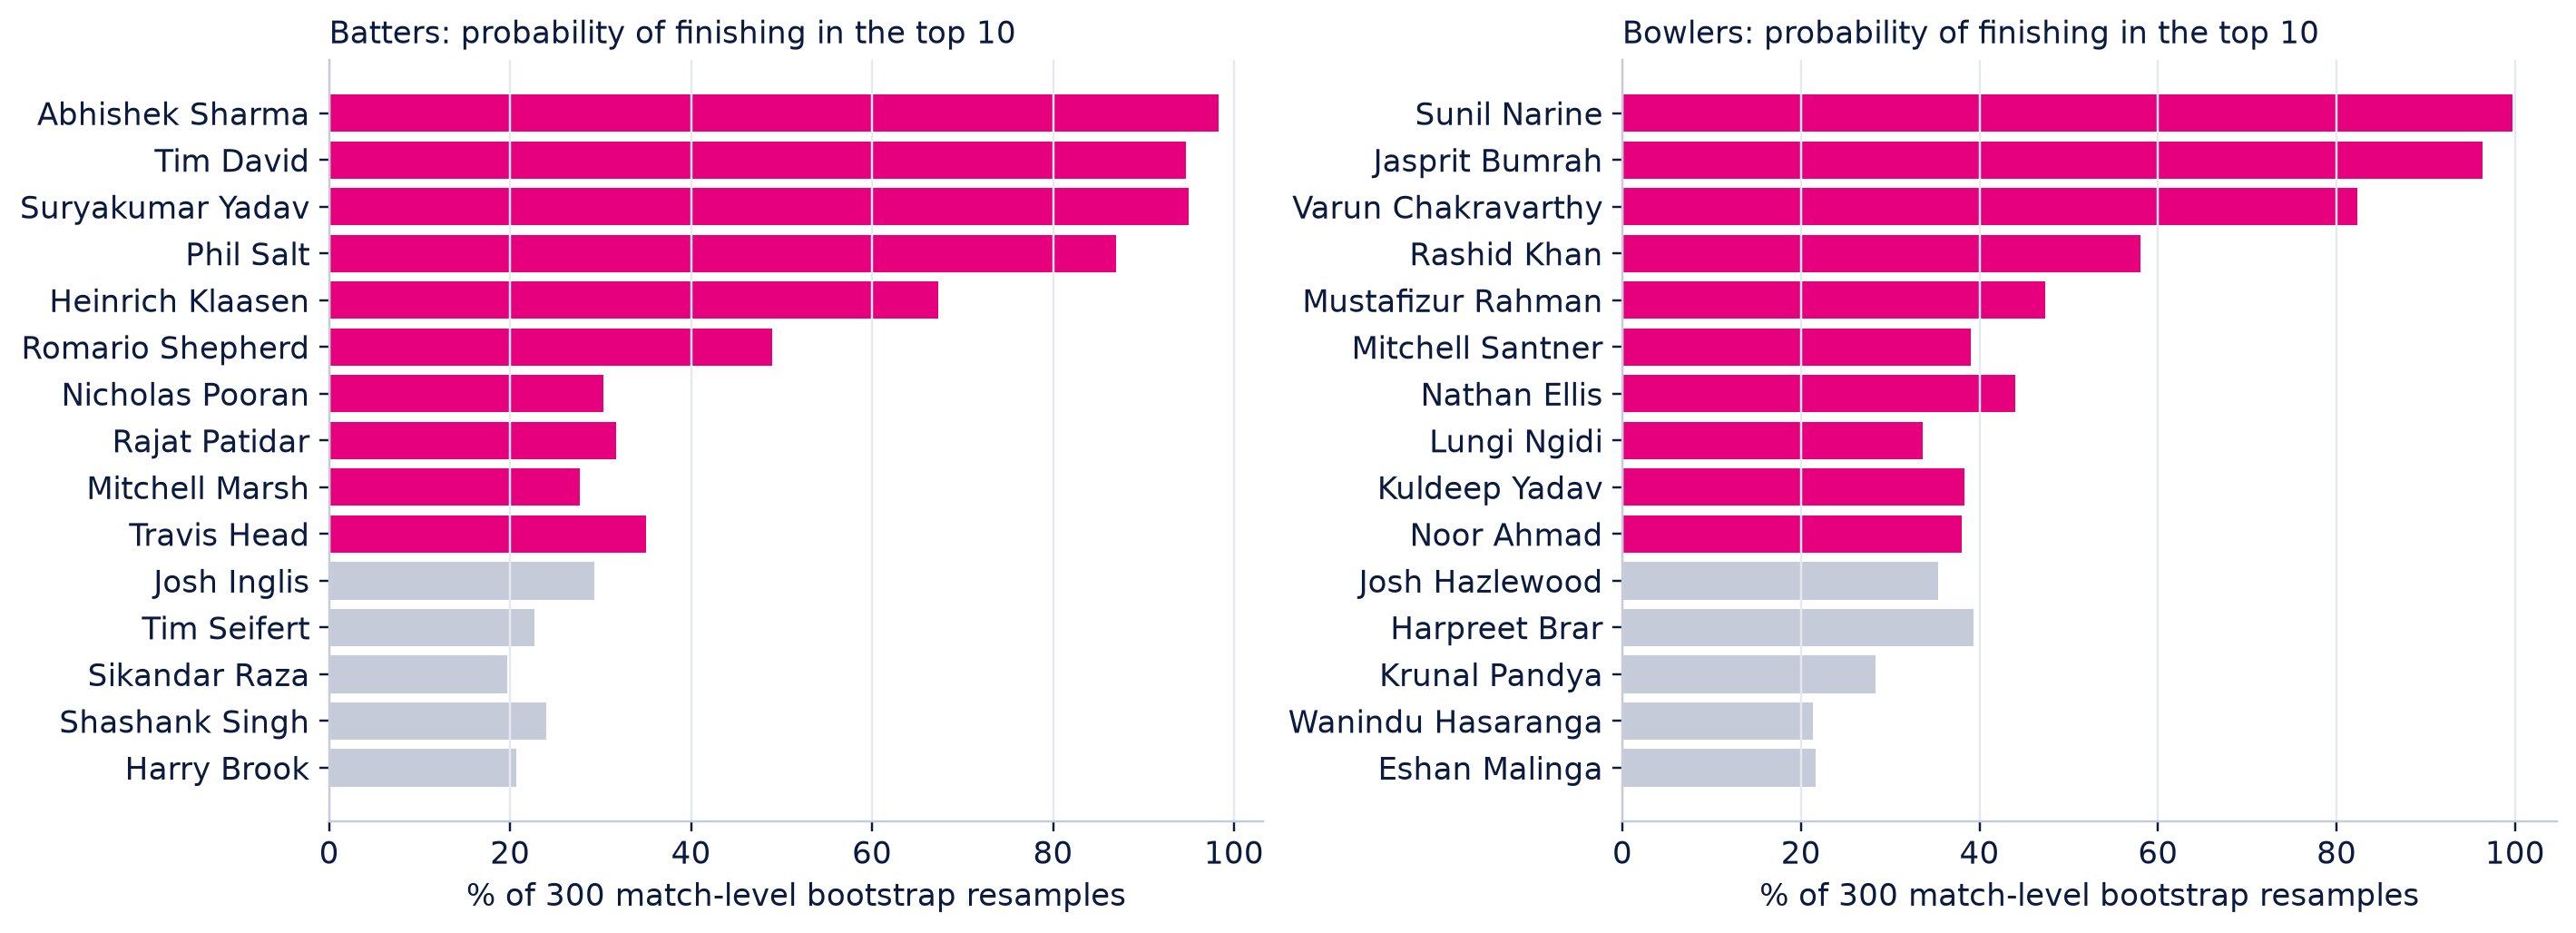 Batters: probability of finishing in the top 10
Abhishek Sharma
Tim David
Suryakumar Yadav
Phil Salt
Heinrich Klaasen
Romario Shepherd
Nicholas Pooran
Rajat Patidar
Mitchell Marsh
Travis Head
Josh Inglis
Tim Seifert
Sikandar Raza
Shashank Singh
Harry Brook
0 20 40 60 80 100
% of 300 match-level bootstrap resamples
Bowlers: probability of finishing in the top 10
Sunil Narine
Jasprit Bumrah
Varun Chakravarthy
Rashid Khan
Mustafizur Rahman
Mitchell Santner
Nathan Ellis
Lungi Ngidi
Kuldeep Yadav
Noor Ahmad
Josh Hazlewood
Harpreet Brar
Krunal Pandya
Wanindu Hasaranga
Eshan Malinga
0 20 40 60 80 100
% of 300 match-level bootstrap resamples